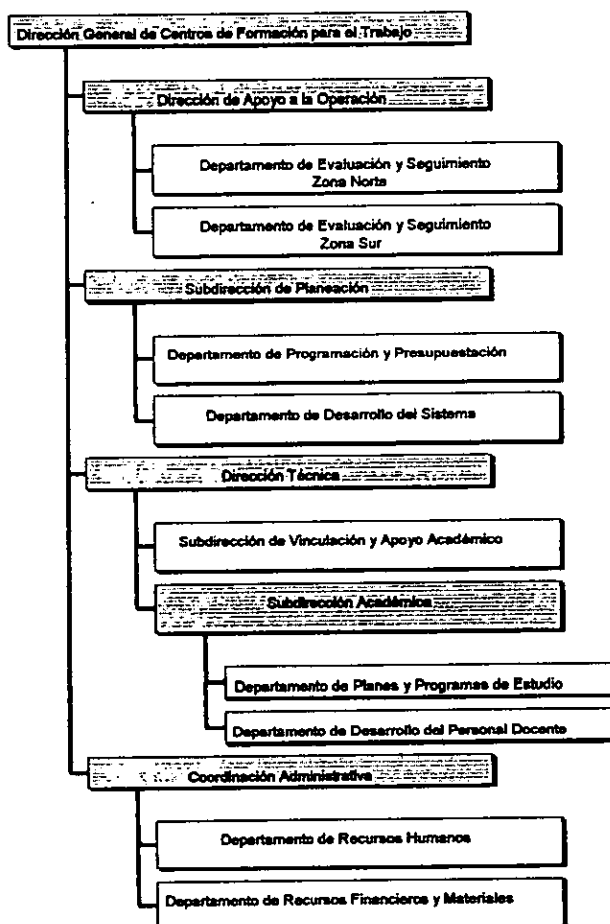 Dirección General de Centros de Formación para el Trabajo
Dirección de Apoyo a la Operación
Departamento de Evaluación y Seguimiento
Zona Norte
Departamento de Evaluación y Seguimiento
Zona Sur
Subdirección de Planeación
Departamento de Programación y Presupuestación
Departamento de Desarrollo del Sistema
Dirección Técnica
Subdirección de Vinculación y Apoyo Académico
Subdirección Académica
Departamento de Planes y Programas de Estudio
Departamento de Desarrollo del Personal Docente
Coordinación Administrativa
Departamento de Recursos Humanos
Departamento de Recursos Financieros y Materiales